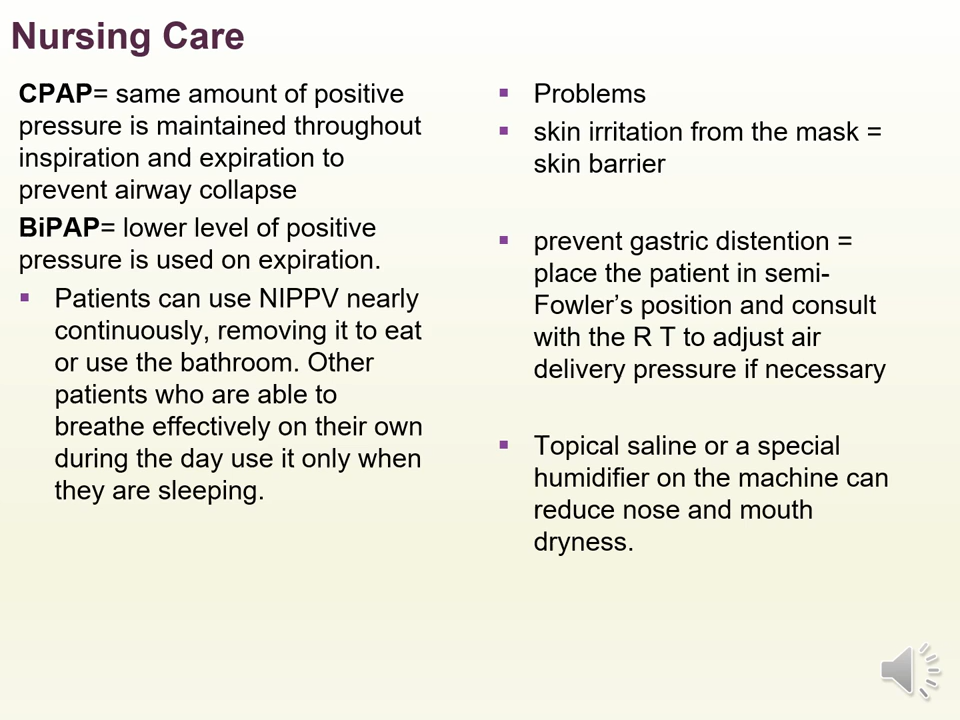 Nursing Care
CPAP= same amount of positive
pressure is maintained throughout
inspiration and expiration to
prevent airway collapse
BiPAP= lower level of positive
pressure is used on expiration.
▪ Patients can use NIPPV nearly
continuously, removing it to eat
or use the bathroom. Other
patients who are able to
breathe effectively on their own
during the day use it only when
they are sleeping.
▪ Problems
▪ skin irritation from the mask =
skin barrier
▪ prevent gastric distention =
place the patient in semi-
Fowler’s position and consult
with the R T to adjust air
delivery pressure if necessary
▪ Topical saline or a special
humidifier on the machine can
reduce nose and mouth
dryness.